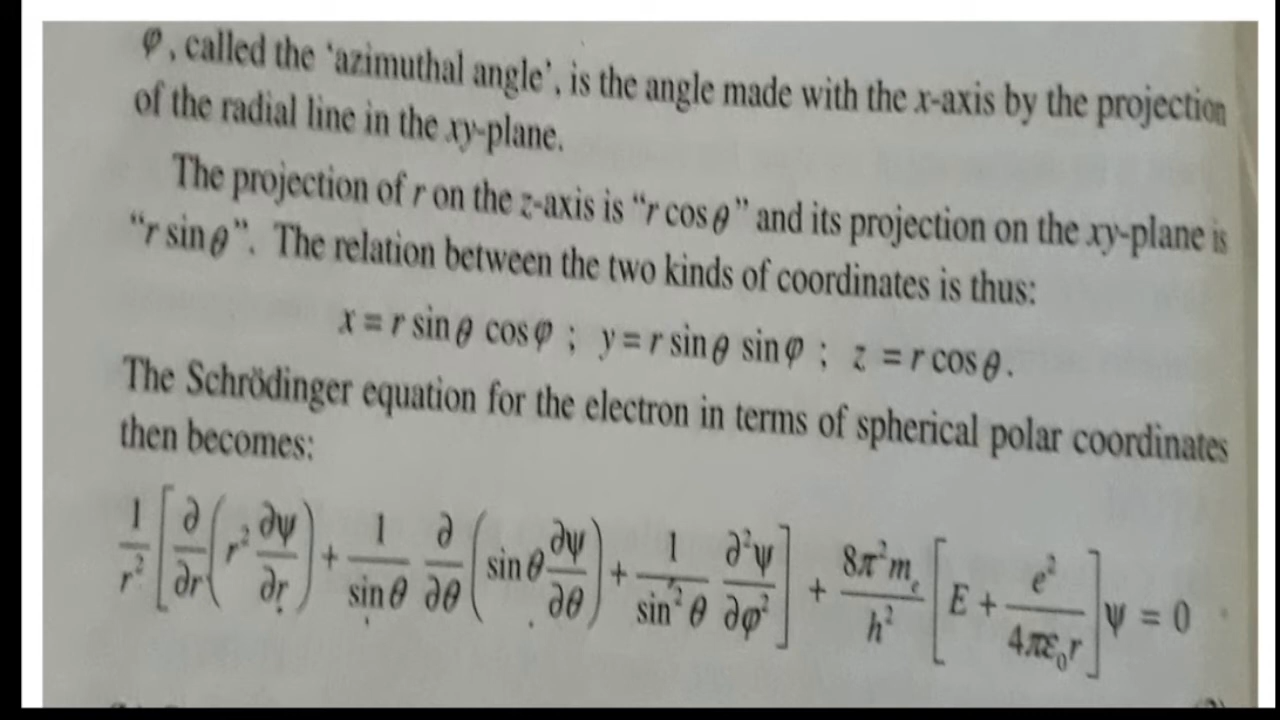 φ, called the ‘azimuthal angle’, is the angle made with the x-axis by the projection
of the radial line in the xy-plane.
The projection of r on the z-axis is “r cos θ” and its projection on the xy-plane is
“r sin θ”. The relation between the two kinds of coordinates is thus:
x = r sin θ cos φ ; y = r sin θ sin φ ; z = r cos θ.
The Schrödinger equation for the electron in terms of spherical polar coordinates
then becomes:
1/r² [∂/∂r (r² ∂ψ/∂r) + 1/sin θ ∂/∂θ (sin θ ∂ψ/∂θ) + 1/sin² θ ∂²ψ/∂φ²] + 8π²mₑ/h² [E + e²/4πε₀r] ψ = 0